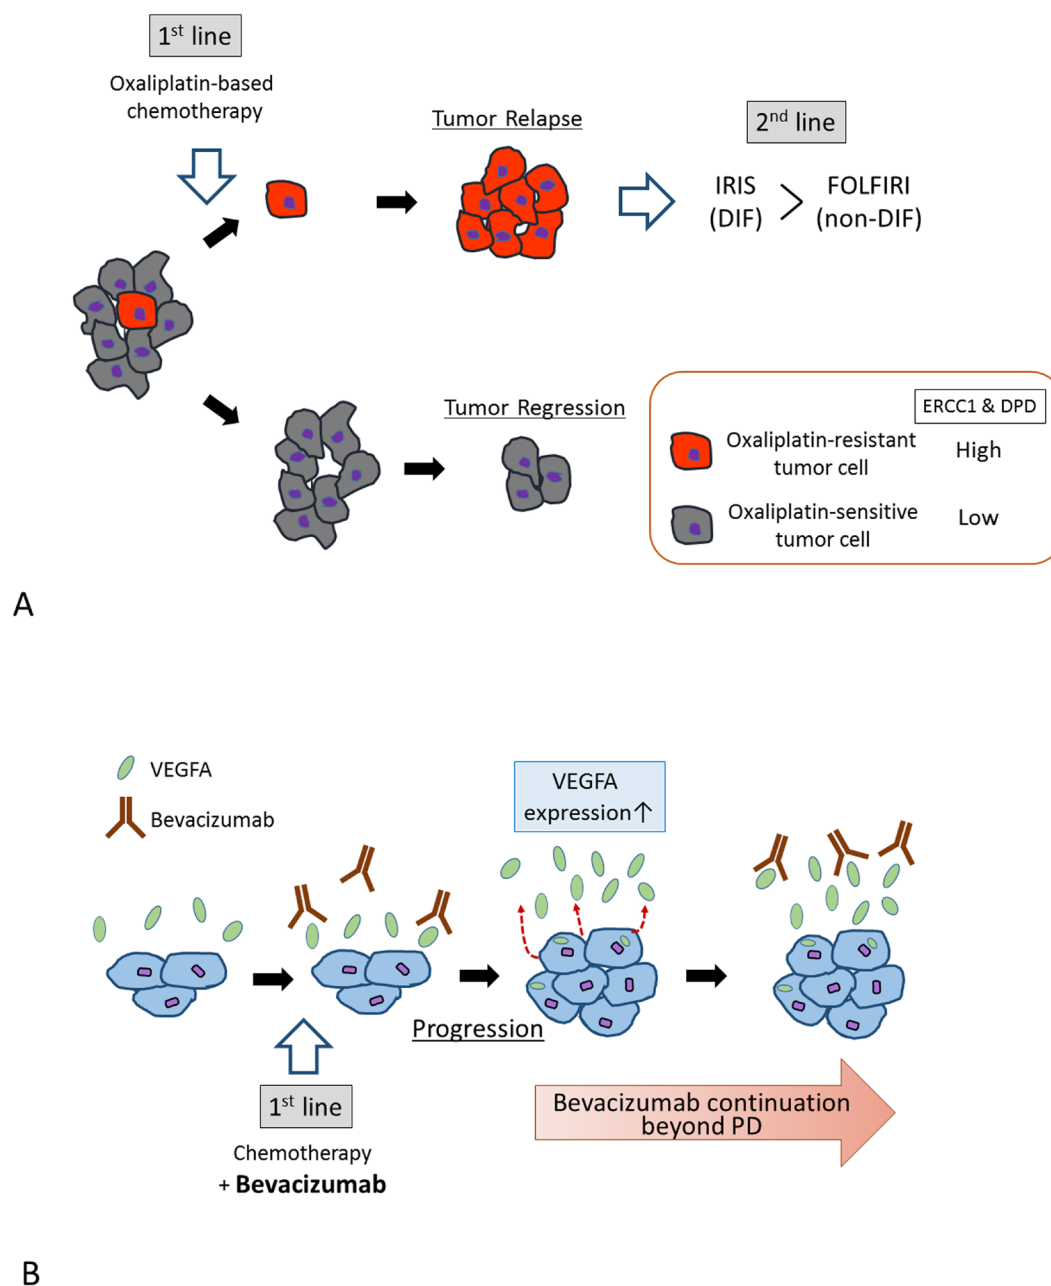 1st line
Oxaliplatin-based
chemotherapy
Tumor Relapse
2nd line
IRIS
(DIF)
>
FOLFIRI
(non-DIF)
Tumor Regression
ERCC1 & DPD
Oxaliplatin-resistant
tumor cell
High
Oxaliplatin-sensitive
tumor cell
Low
A
VEGFA
Bevacizumab
VEGFA
expression↑
Progression
1st line
Chemotherapy
+ Bevacizumab
Bevacizumab continuation
beyond PD
B